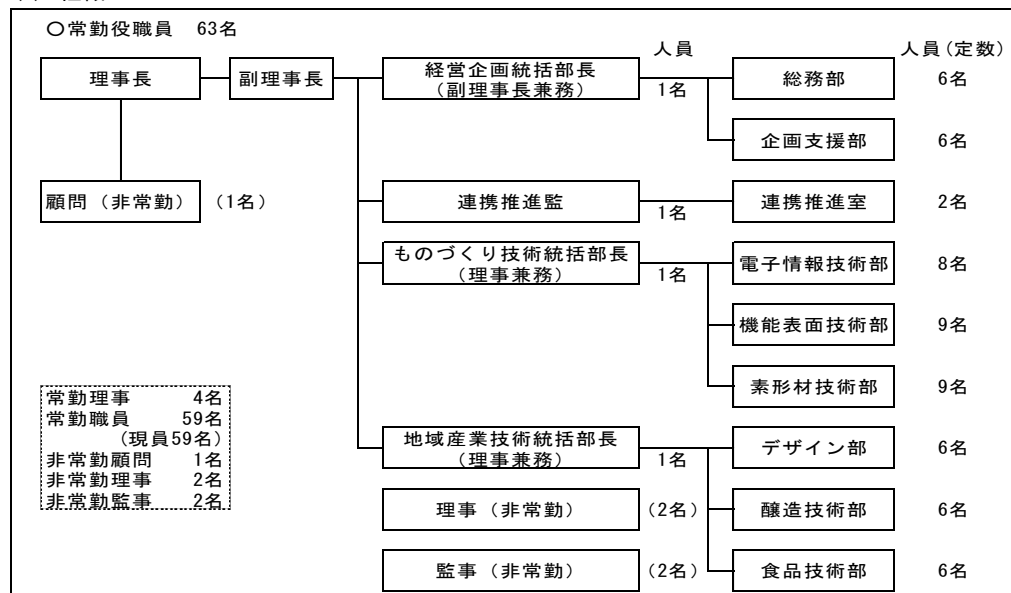 〇常勤役職員 63名
人員 人員(定数)
理事長 副理事長 経営企画統括部長 総務部 6名
(副理事長兼務) 1名
企画支援部 6名
顧問(非常勤) (1名) 連携推進監 1名 連携推進室 2名
ものづくり技術統括部長 電子情報技術部 8名
(理事兼務) 1名
機能表面技術部 9名
素形材技術部 9名
常勤理事 4名
常勤職員 59名
(現員59名)
非常勤顧問 1名
非常勤理事 2名
非常勤監事 2名
地域産業技術統括部長 デザイン部 6名
(理事兼務) 1名
理事(非常勤) (2名) 醸造技術部 6名
監事(非常勤) (2名) 食品技術部 6名